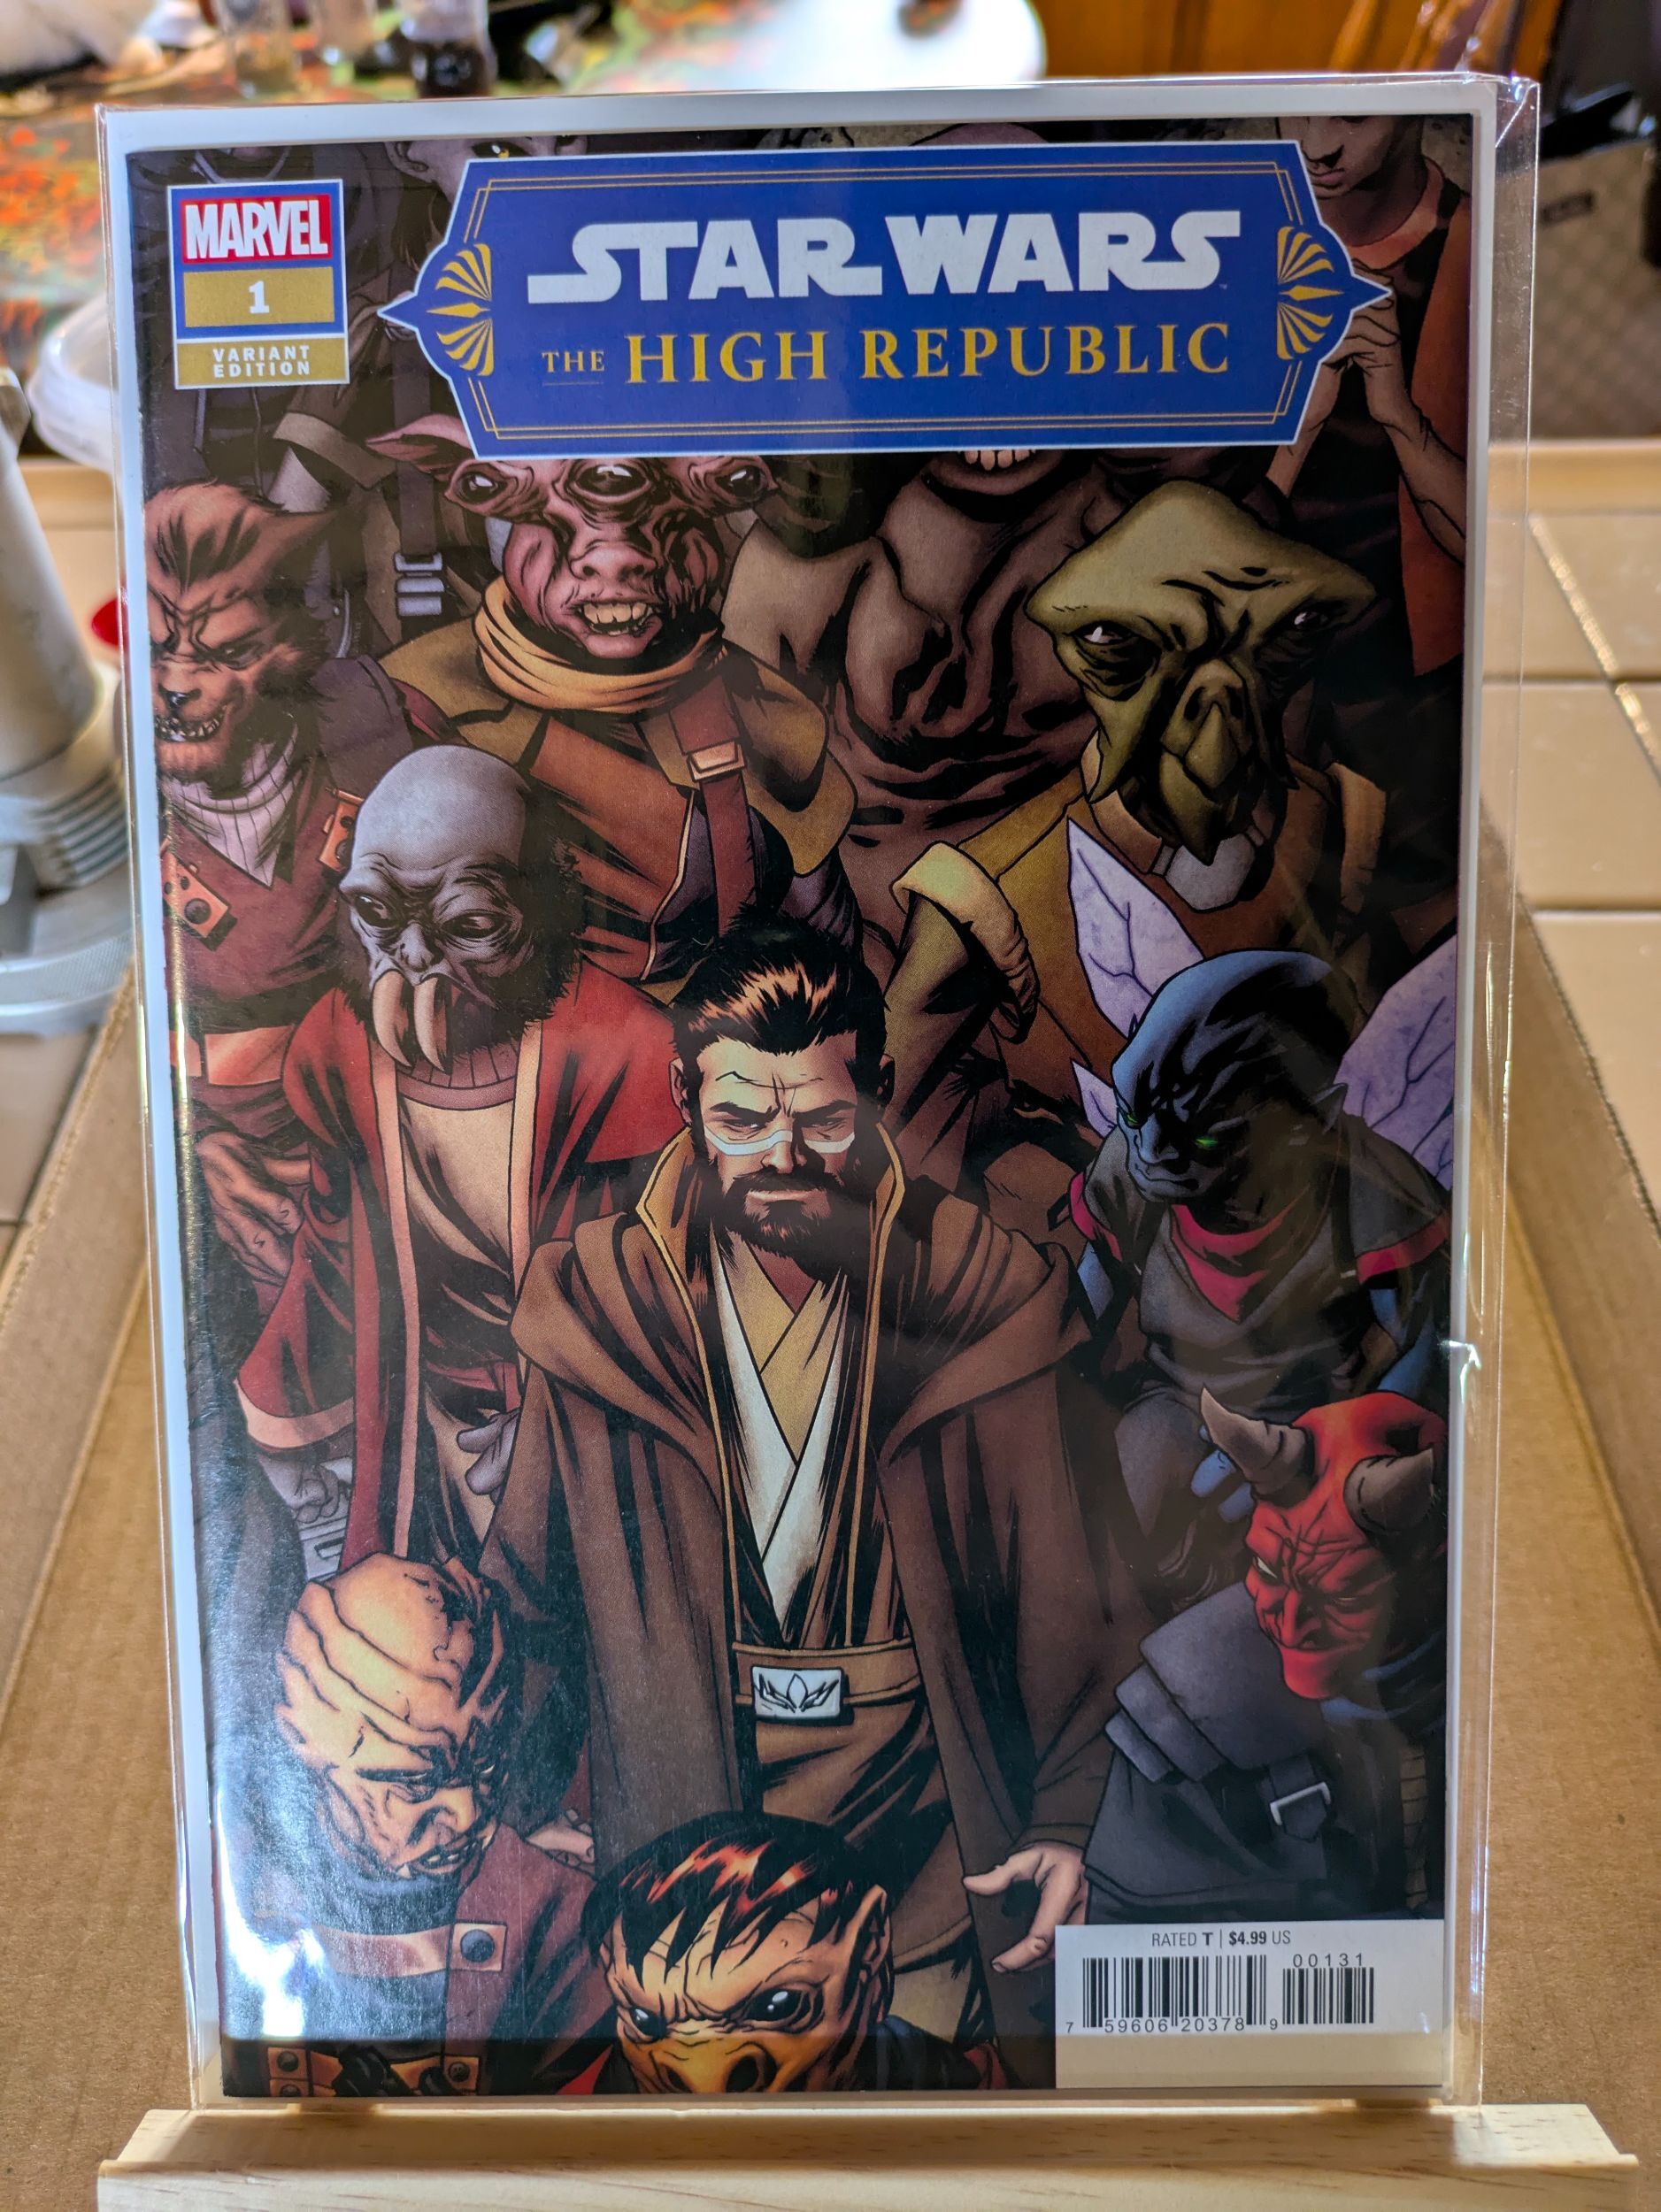 MARVEL
1
VARIANT
EDITION
STAR WARS
THE HIGH REPUBLIC
RATED T | $4.99 US
00131
7 59606 20378 9